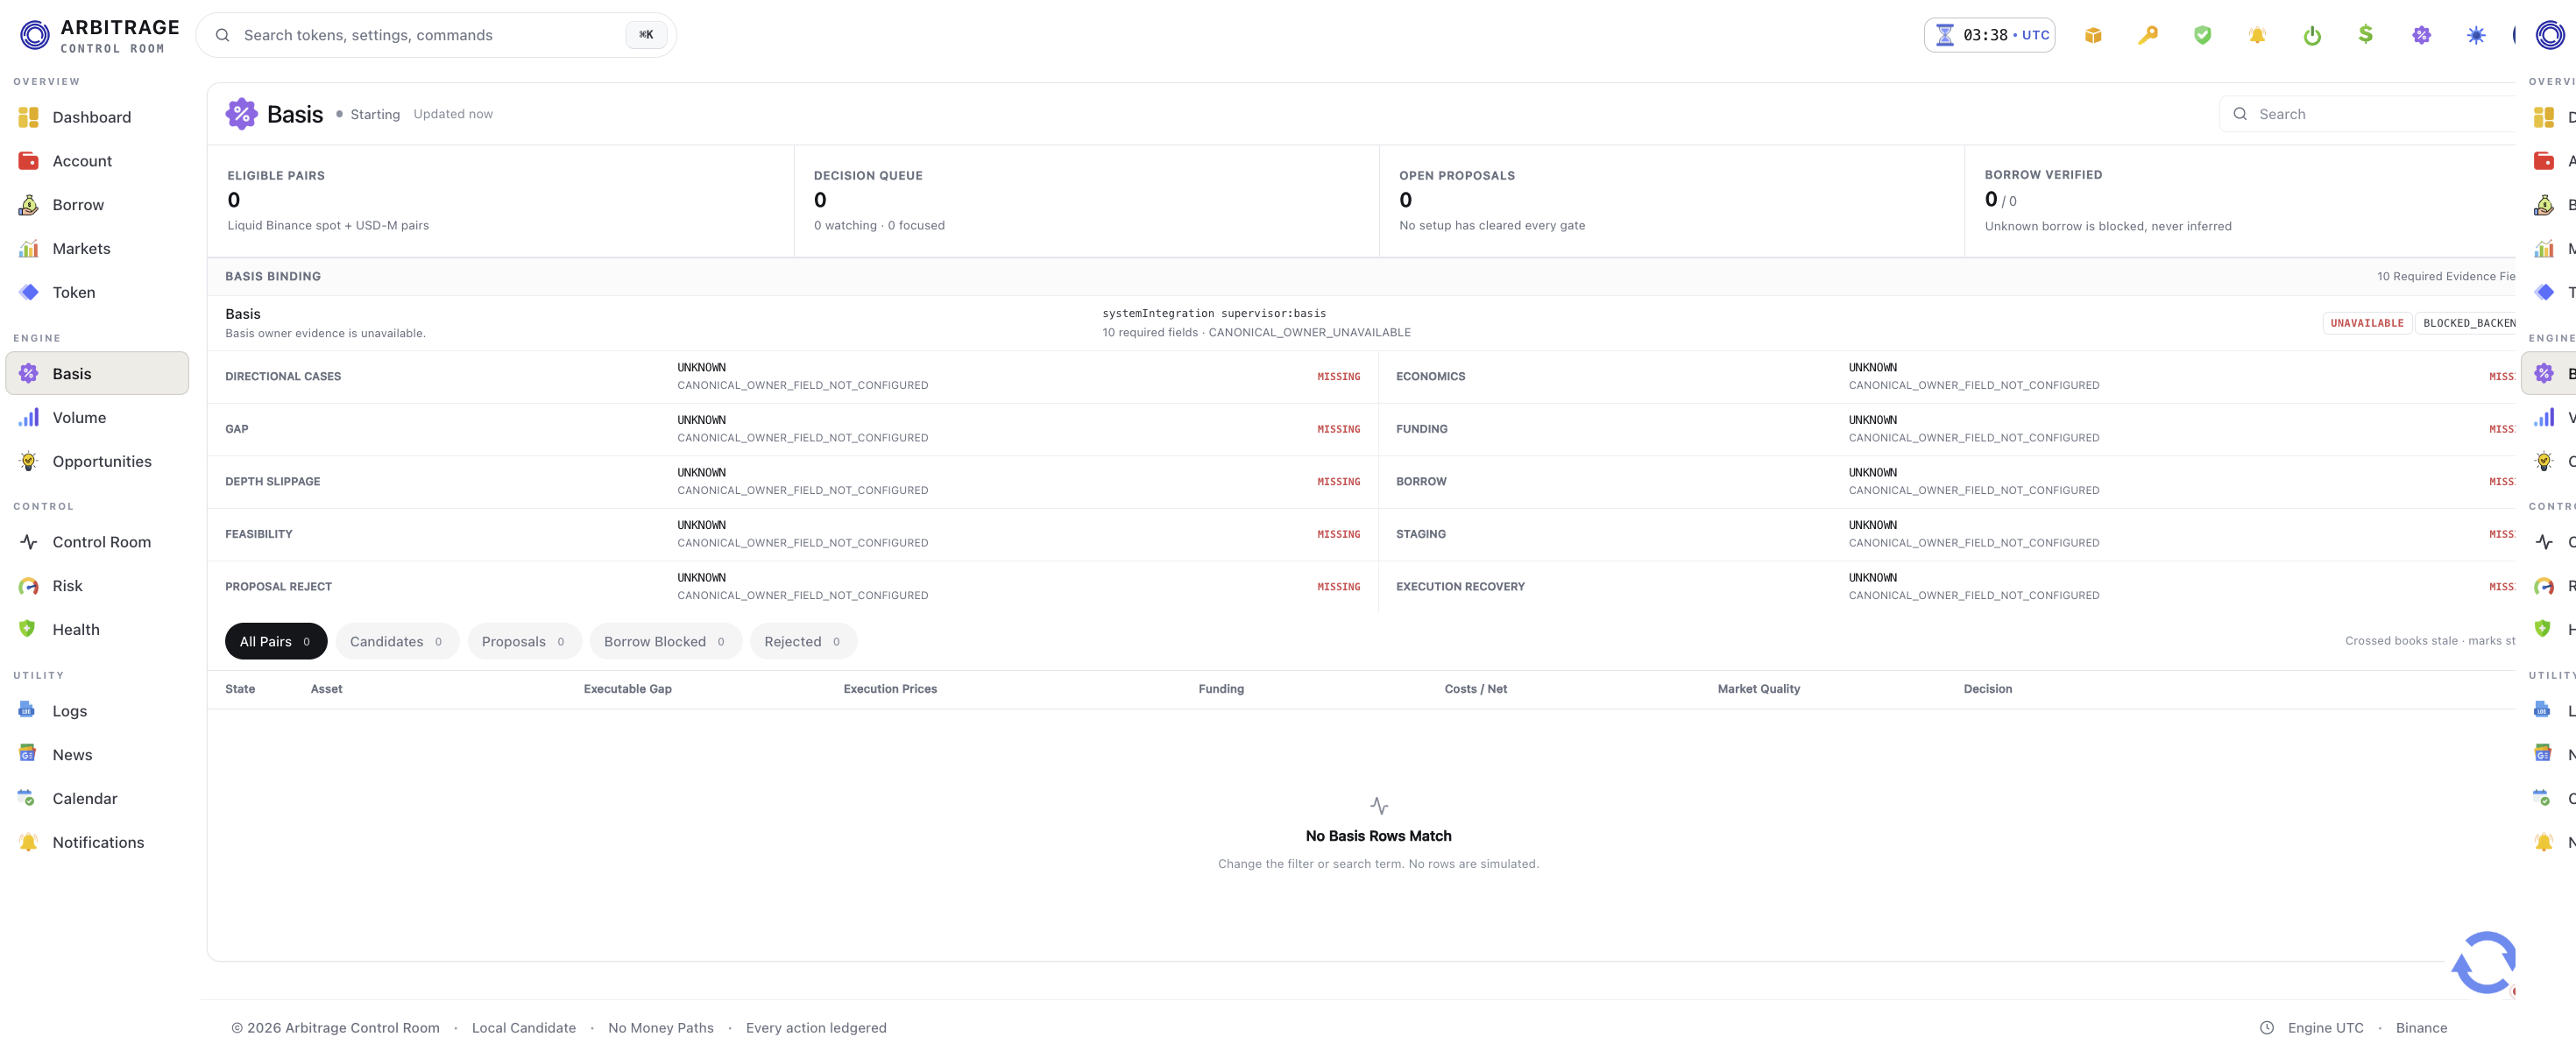 ARBITRAGE
CONTROL ROOM
Search tokens, settings, commands
⌘K
03:38 • UTC
OVERVIEW
Dashboard
Account
Borrow
Markets
Token
ENGINE
Basis
Volume
Opportunities
CONTROL
Control Room
Risk
Health
UTILITY
Logs
News
Calendar
Notifications
Basis
Starting
Updated now
Search
ELIGIBLE PAIRS
0
Liquid Binance spot + USD-M pairs
DECISION QUEUE
0
0 watching · 0 focused
OPEN PROPOSALS
0
No setup has cleared every gate
BORROW VERIFIED
0 / 0
Unknown borrow is blocked, never inferred
BASIS BINDING
10 Required Evidence Fie
Basis
Basis owner evidence is unavailable.
systemIntegration supervisor:basis
10 required fields · CANONICAL_OWNER_UNAVAILABLE
UNAVAILABLE
BLOCKED_BACKEN
DIRECTIONAL CASES
UNKNOWN
CANONICAL_OWNER_FIELD_NOT_CONFIGURED
MISSING
ECONOMICS
UNKNOWN
CANONICAL_OWNER_FIELD_NOT_CONFIGURED
MISS
GAP
UNKNOWN
CANONICAL_OWNER_FIELD_NOT_CONFIGURED
MISSING
FUNDING
UNKNOWN
CANONICAL_OWNER_FIELD_NOT_CONFIGURED
MISS
DEPTH SLIPPAGE
UNKNOWN
CANONICAL_OWNER_FIELD_NOT_CONFIGURED
MISSING
BORROW
UNKNOWN
CANONICAL_OWNER_FIELD_NOT_CONFIGURED
MISS
FEASIBILITY
UNKNOWN
CANONICAL_OWNER_FIELD_NOT_CONFIGURED
MISSING
STAGING
UNKNOWN
CANONICAL_OWNER_FIELD_NOT_CONFIGURED
MISS
PROPOSAL REJECT
UNKNOWN
CANONICAL_OWNER_FIELD_NOT_CONFIGURED
MISSING
EXECUTION RECOVERY
UNKNOWN
CANONICAL_OWNER_FIELD_NOT_CONFIGURED
MISS
All Pairs 0
Candidates 0
Proposals 0
Borrow Blocked 0
Rejected 0
Crossed books stale · marks st
State
Asset
Executable Gap
Execution Prices
Funding
Costs / Net
Market Quality
Decision
No Basis Rows Match
Change the filter or search term. No rows are simulated.
© 2026 Arbitrage Control Room · Local Candidate · No Money Paths · Every action ledgered
Engine UTC · Binance
OVERVI
ENGINE
CONTR
UTILITY